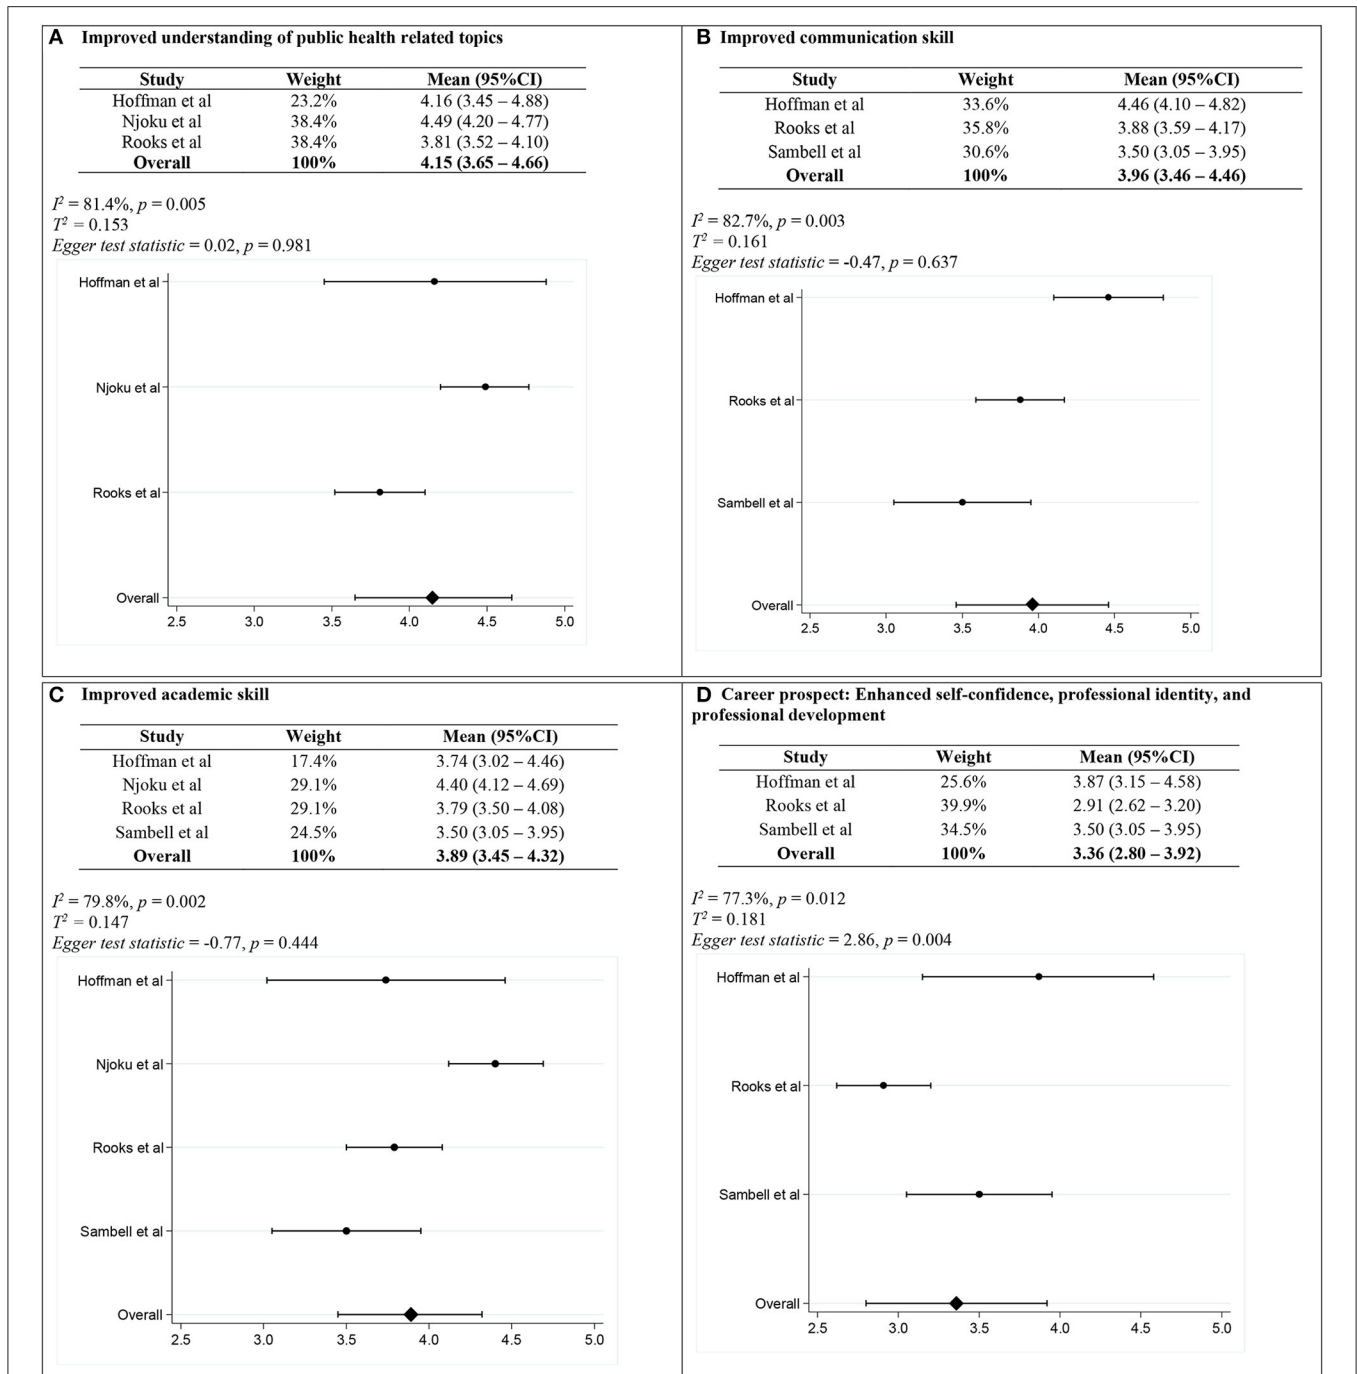 A Improved understanding of public health related topics
Study Weight Mean (95%CI)
Hoffman et al 23.2% 4.16 (3.45 – 4.88)
Njoku et al 38.4% 4.49 (4.20 – 4.77)
Rooks et al 38.4% 3.81 (3.52 – 4.10)
Overall 100% 4.15 (3.65 – 4.66)
I² = 81.4%, p = 0.005
T² = 0.153
Egger test statistic = 0.02, p = 0.981
Hoffman et al
Njoku et al
Rooks et al
Overall
2.5 3.0 3.5 4.0 4.5 5.0
B Improved communication skill
Study Weight Mean (95%CI)
Hoffman et al 33.6% 4.46 (4.10 – 4.82)
Rooks et al 35.8% 3.88 (3.59 – 4.17)
Sambell et al 30.6% 3.50 (3.05 – 3.95)
Overall 100% 3.96 (3.46 – 4.46)
I² = 82.7%, p = 0.003
T² = 0.161
Egger test statistic = -0.47, p = 0.637
Hoffman et al
Rooks et al
Sambell et al
Overall
2.5 3.0 3.5 4.0 4.5 5.0
C Improved academic skill
Study Weight Mean (95%CI)
Hoffman et al 17.4% 3.74 (3.02 – 4.46)
Njoku et al 29.1% 4.40 (4.12 – 4.69)
Rooks et al 29.1% 3.79 (3.50 – 4.08)
Sambell et al 24.5% 3.50 (3.05 – 3.95)
Overall 100% 3.89 (3.45 – 4.32)
I² = 79.8%, p = 0.002
T² = 0.147
Egger test statistic = -0.77, p = 0.444
Hoffman et al
Njoku et al
Rooks et al
Sambell et al
Overall
2.5 3.0 3.5 4.0 4.5 5.0
D Career prospect: Enhanced self-confidence, professional identity, and
professional development
Study Weight Mean (95%CI)
Hoffman et al 25.6% 3.87 (3.15 – 4.58)
Rooks et al 39.9% 2.91 (2.62 – 3.20)
Sambell et al 34.5% 3.50 (3.05 – 3.95)
Overall 100% 3.36 (2.80 – 3.92)
I² = 77.3%, p = 0.012
T² = 0.181
Egger test statistic = 2.86, p = 0.004
Hoffman et al
Rooks et al
Sambell et al
Overall
2.5 3.0 3.5 4.0 4.5 5.0